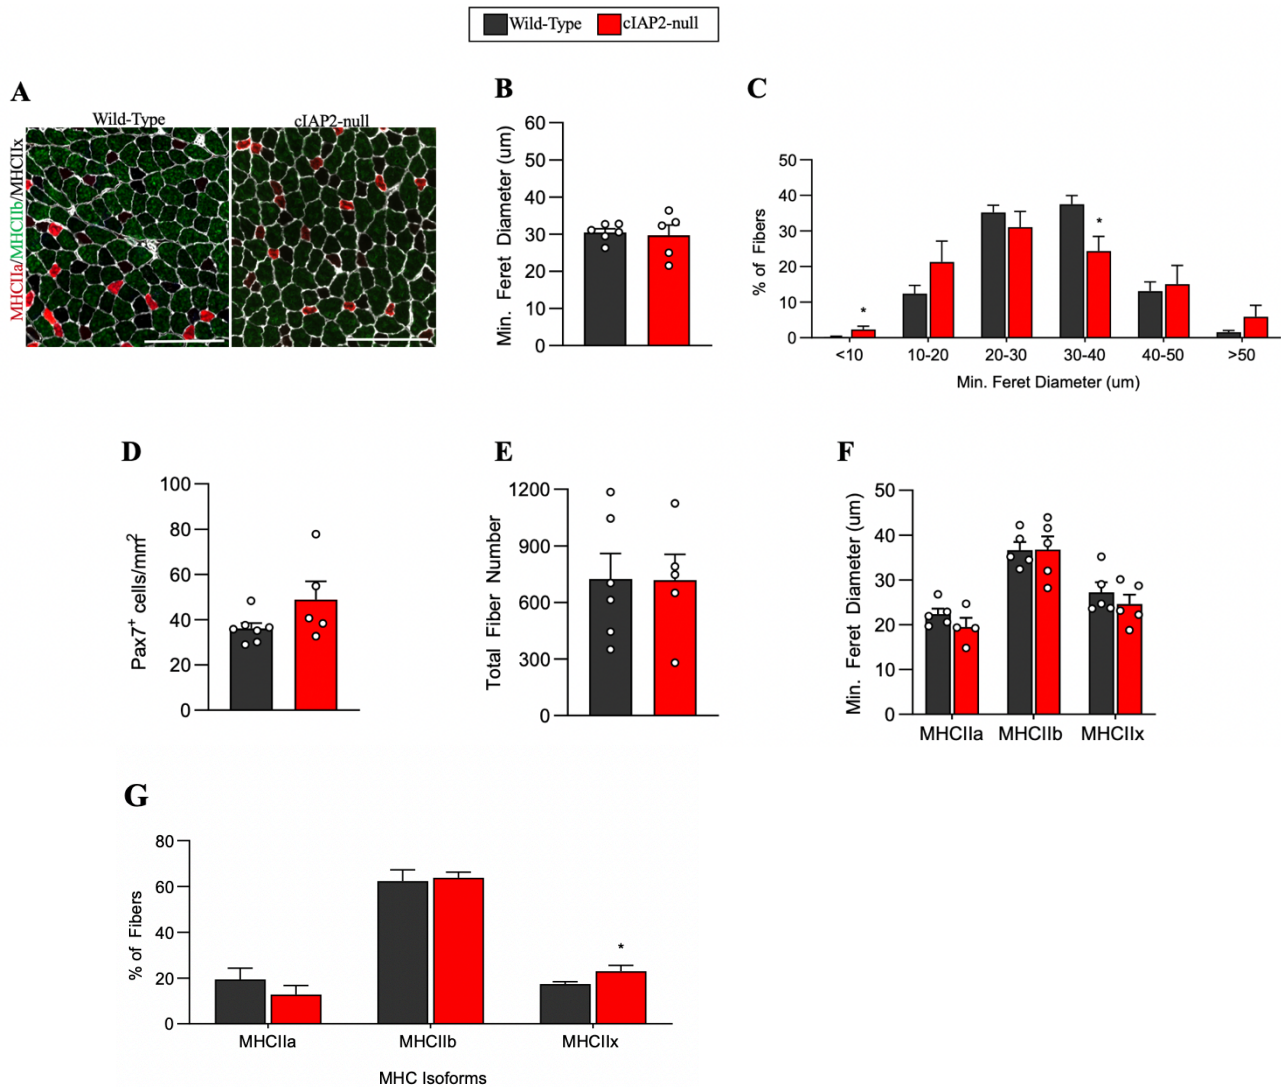 Wild-Type cIAP2-null
A
Wild-Type cIAP2-null
MHCIIa/MHCIIb/MHCIIx
B
Min. Feret Diameter (um)
60
50
40
30
20
10
0
C
% of Fibers
50
40
30
20
10
0
*
*
<10 10-20 20-30 30-40 40-50 >50
Min. Feret Diameter (um)
D
Pax7+ cells/mm2
100
80
60
40
20
0
E
Total Fiber Number
1200
900
600
300
0
F
Min. Feret Diameter (um)
50
40
30
20
10
0
MHCIIa MHCIIb MHCIIx
G
% of Fibers
80
60
40
20
0
*
MHCIIa MHCIIb MHCIIx
MHC Isoforms